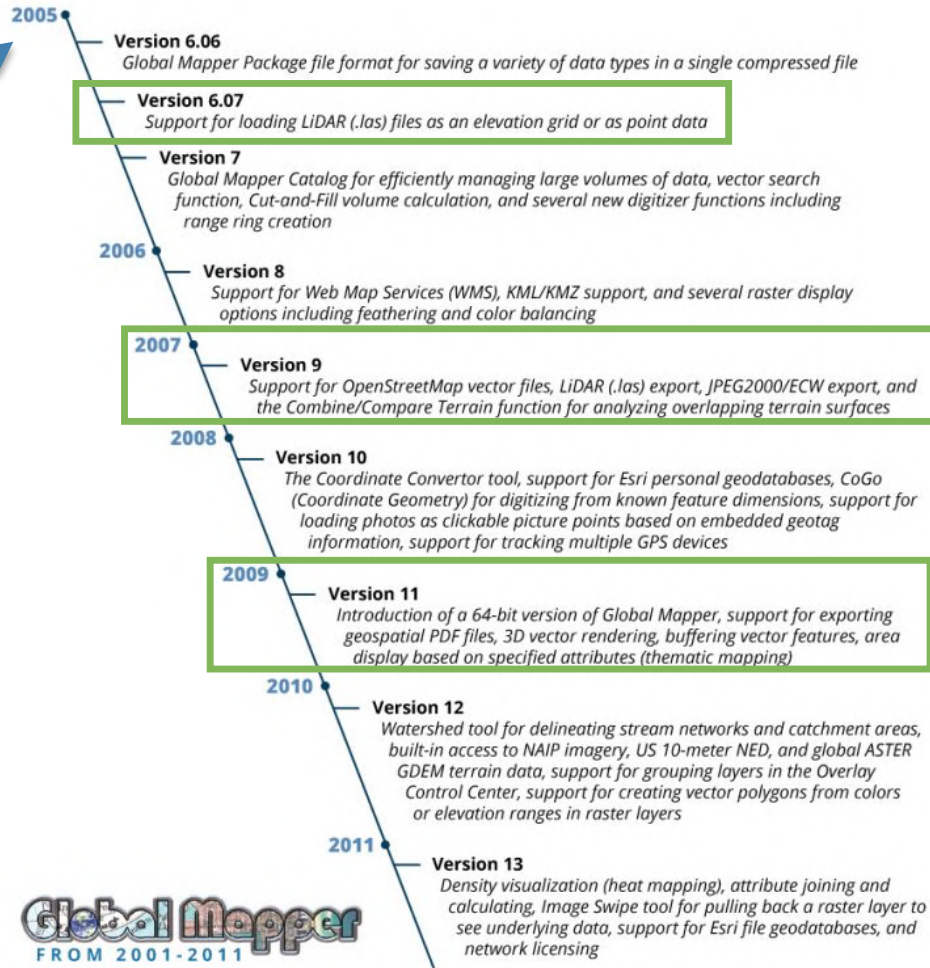 2005
Version 6.06
Global Mapper Package file format for saving a variety of data types in a single compressed file
Version 6.07
Support for loading LiDAR (.las) files as an elevation grid or as point data
Version 7
Global Mapper Catalog for efficiently managing large volumes of data, vector search
function, Cut-and-Fill volume calculation, and several new digitizer functions including
range ring creation
2006
Version 8
Support for Web Map Services (WMS), KML/KMZ support, and several raster display
options including feathering and color balancing
2007
Version 9
Support for OpenStreetMap vector files, LiDAR (.las) export, JPEG2000/ECW export, and
the Combine/Compare Terrain function for analyzing overlapping terrain surfaces
2008
Version 10
The Coordinate Convertor tool, support for Esri personal geodatabases, CoGo
(Coordinate Geometry) for digitizing from known feature dimensions, support for
loading photos as clickable picture points based on embedded geotag
information, support for tracking multiple GPS devices
2009
Version 11
Introduction of a 64-bit version of Global Mapper, support for exporting
geospatial PDF files, 3D vector rendering, buffering vector features, area
display based on specified attributes (thematic mapping)
2010
Version 12
Watershed tool for delineating stream networks and catchment areas,
built-in access to NAIP imagery, US 10-meter NED, and global ASTER
GDEM terrain data, support for grouping layers in the Overlay
Control Center, support for creating vector polygons from colors
or elevation ranges in raster layers
2011
Version 13
Density visualization (heat mapping), attribute joining and
calculating, Image Swipe tool for pulling back a raster layer to
see underlying data, support for Esri file geodatabases, and
network licensing
Global Mapper
FROM 2001-2011